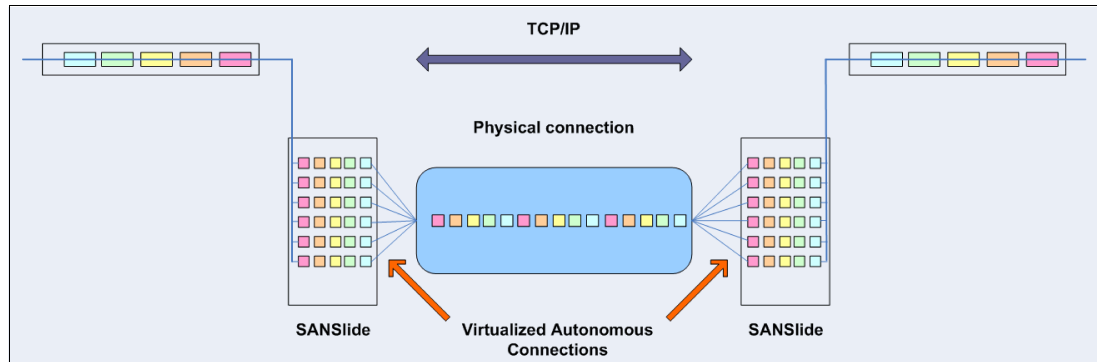 TCP/IP
Physical connection
SANSlide
Virtualized Autonomous
Connections
SANSlide